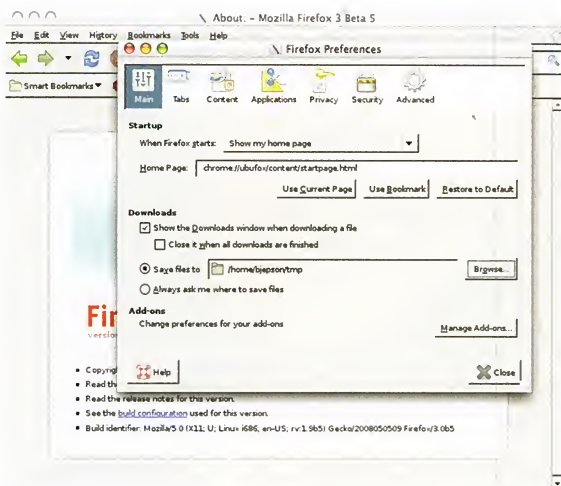 About: - Mozilla Firefox 3 Beta 5
File Edit View History Bookmarks Tools Help
Firefox Preferences
Smart Bookmarks
Main Tabs Content Applications Privacy Security Advanced
Startup
When Firefox starts: Show my home page
Home Page: chrome://ubufox/content/startpage.html
Use Current Page Use Bookmark Restore to Default
Downloads
Show the Downloads window when downloading a file
Close it when all downloads are finished
Save files to /home/bjepson/tmp Browse...
Always ask me where to save files
Add-ons
Change preferences for your add-ons
Manage Add-ons...
Help Close
Fir
versio
Copyrig
Read th
Read the release notes for this version.
See the build configuration used for this version.
Build identifier: Mozilla/5.0 (X11; U; Linux i686; en-US; rv:1.9b5) Gecko/2008050509 Firefox/3.0b5